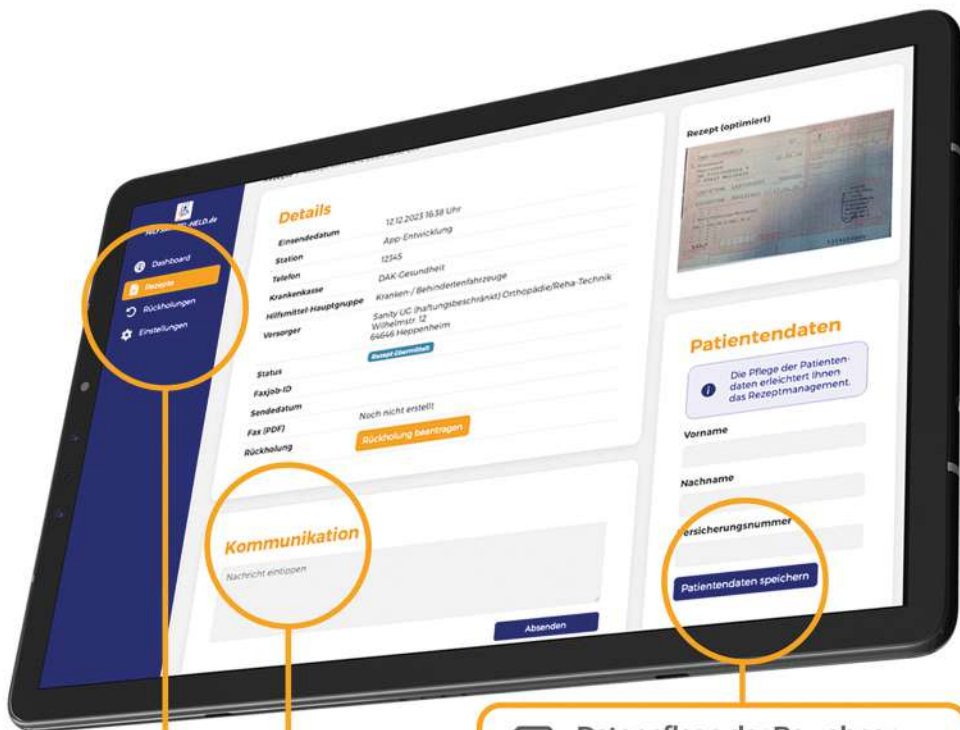 Dashboard
Rezepte
Rückholungen
Einstellungen
Details
Einsendedatum 12.12.2023 16:38 Uhr
Station App-Entwicklung
Telefon 12345
Krankenkasse DAK-Gesundheit
Hilfsmittel-Hauptgruppe Kranken-/ Behindertenfahrzeuge
Versorger Sanity UG (haftungsbeschränkt) Orthopädie/Reha-Technik
Wilhelmstr. 12
64646 Heppenheim
Status Rezept übermittelt
Faxjob-ID
Sendedatum
Fax (PDF) Noch nicht erstellt
Rückholung Rückholung beantragen
Kommunikation
Nachricht eintippen
Absenden
Rezept (optimiert)
Patientendaten
Die Pflege der Patienten-
daten erleichtert Ihnen
das Rezeptmanagement.
Vorname
Nachname
Versicherungsnummer
Patientendaten speichern